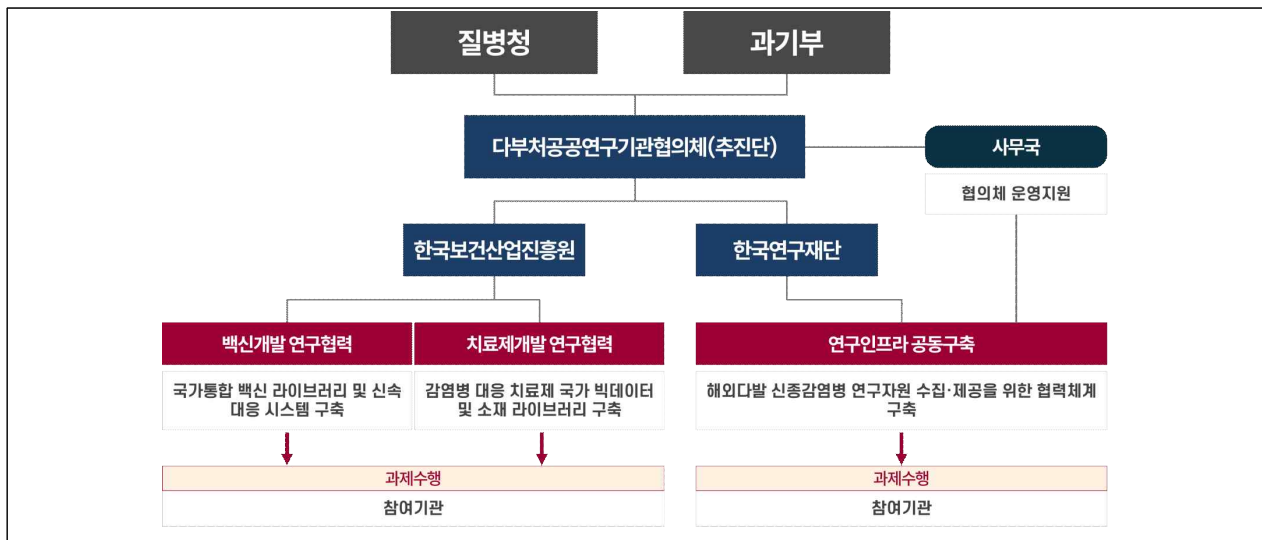 질병청
과기부
다부처공공연구기관협의체(추진단)
사무국
협의체 운영지원
한국보건산업진흥원
한국연구재단
백신개발 연구협력
치료제개발 연구협력
연구인프라 공동구축
국가통합 백신 라이브러리 및 신속
대응 시스템 구축
감염병 대응 치료제 국가 빅데이터
및 소재 라이브러리 구축
해외다발 신종감염병 연구자원 수집·제공을 위한 협력체계
구축
과제수행
과제수행
참여기관
참여기관